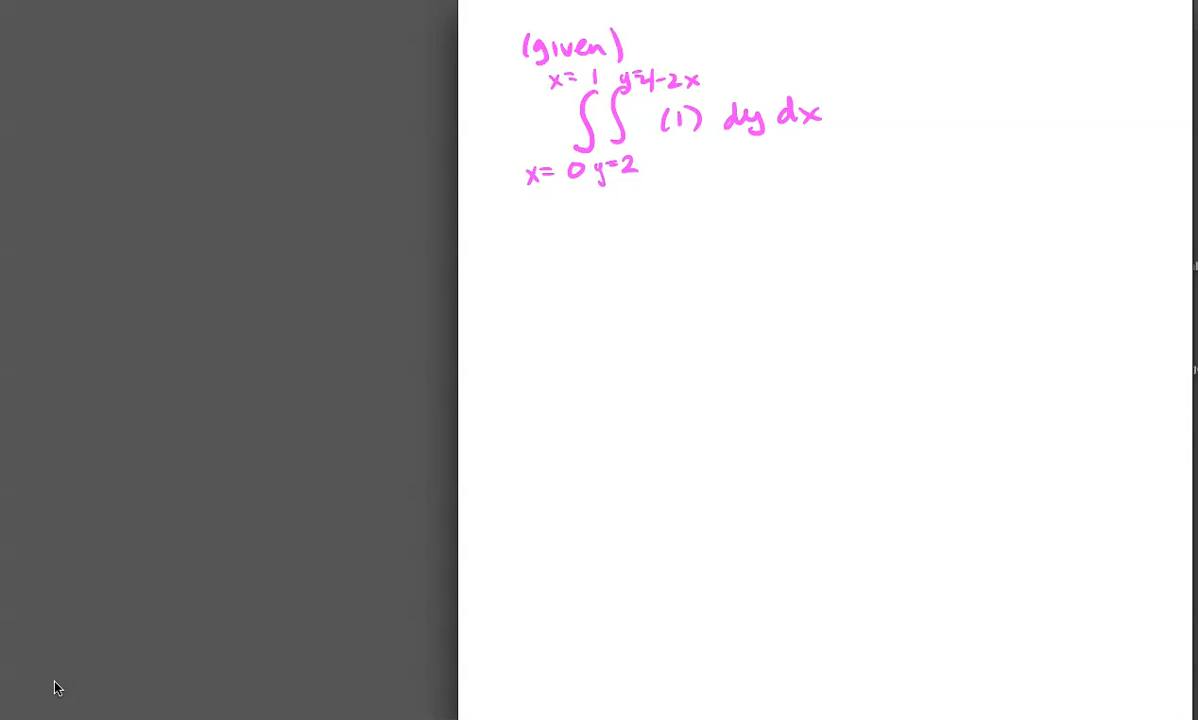 (given)
x= 1 y=4-2x
∫ ∫ (1) dy dx
x= 0 y=2